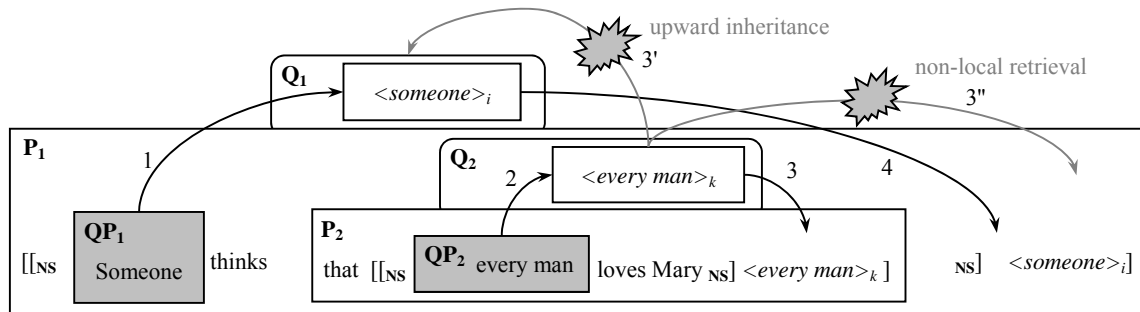 upward inheritance
3'
Q1
<someone>i
non-local retrieval
3"
P1
1
Q2
<every man>k
2
3
4
QP1
Someone
P2
QP2
[[NS Someone thinks that [[NS every man loves Mary NS] <every man>k ] NS] <someone>i]